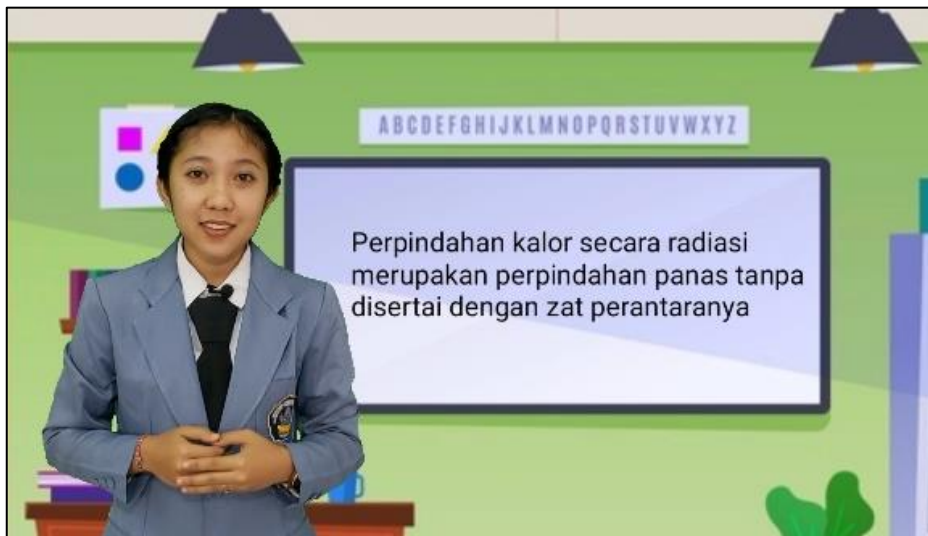 ABCDEFGHIJKLMNOPQRSTUVWXYZ
Perpindahan kalor secara radiasi
merupakan perpindahan panas tanpa
disertai dengan zat perantaranya